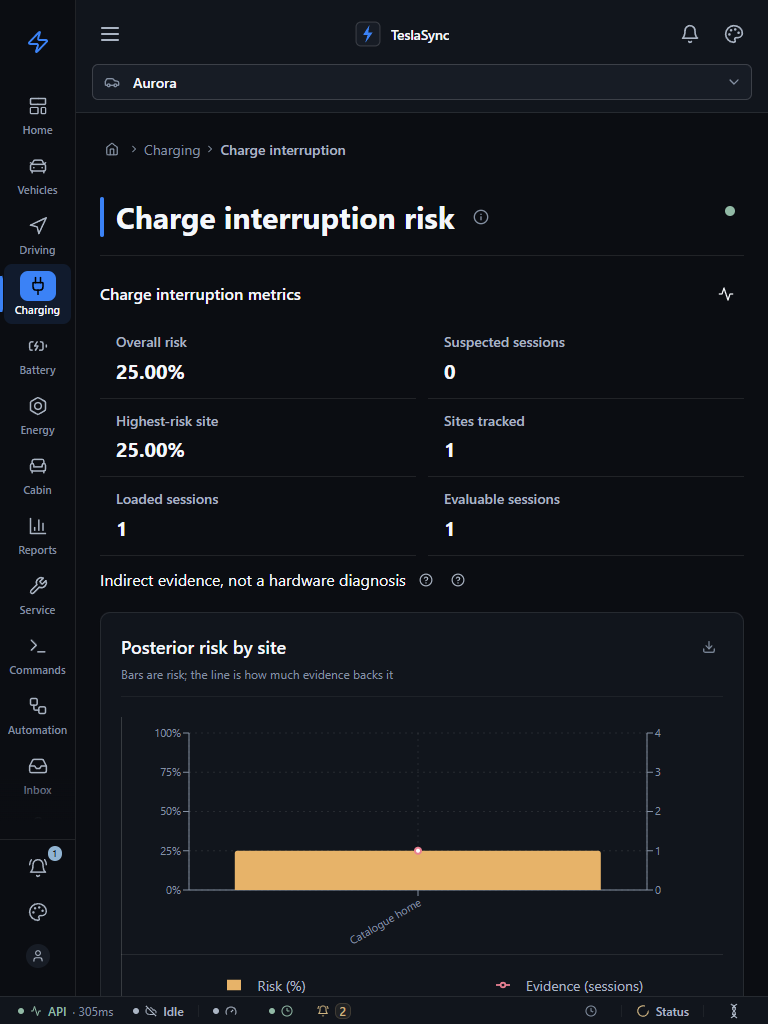 TeslaSync
Aurora
Home
Vehicles
Driving
Charging
Battery
Energy
Cabin
Reports
Service
Commands
Automation
Inbox
1
Charging
Charge interruption
Charge interruption risk
Charge interruption metrics
Overall risk
25.00%
Suspected sessions
0
Highest-risk site
25.00%
Sites tracked
1
Loaded sessions
1
Evaluable sessions
1
Indirect evidence, not a hardware diagnosis
Posterior risk by site
Bars are risk; the line is how much evidence backs it
100%
75%
50%
25%
0%
4
3
2
1
0
Catalogue home
Risk (%)
Evidence (sessions)
API · 305ms
Idle
2
Status